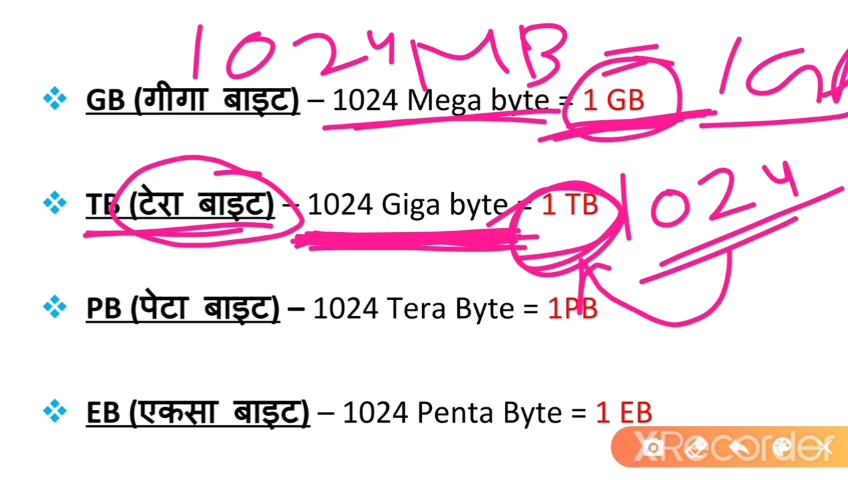 1024MB = 1G
❖ GB (गीगा बाइट) – 1024 Mega byte = 1 GB
❖ TB (टेरा बाइट) – 1024 Giga byte = 1 TB 1024
❖ PB (पेटा बाइट) – 1024 Tera Byte = 1PB
❖ EB (एकसा बाइट) – 1024 Penta Byte = 1 EB
XRecorder